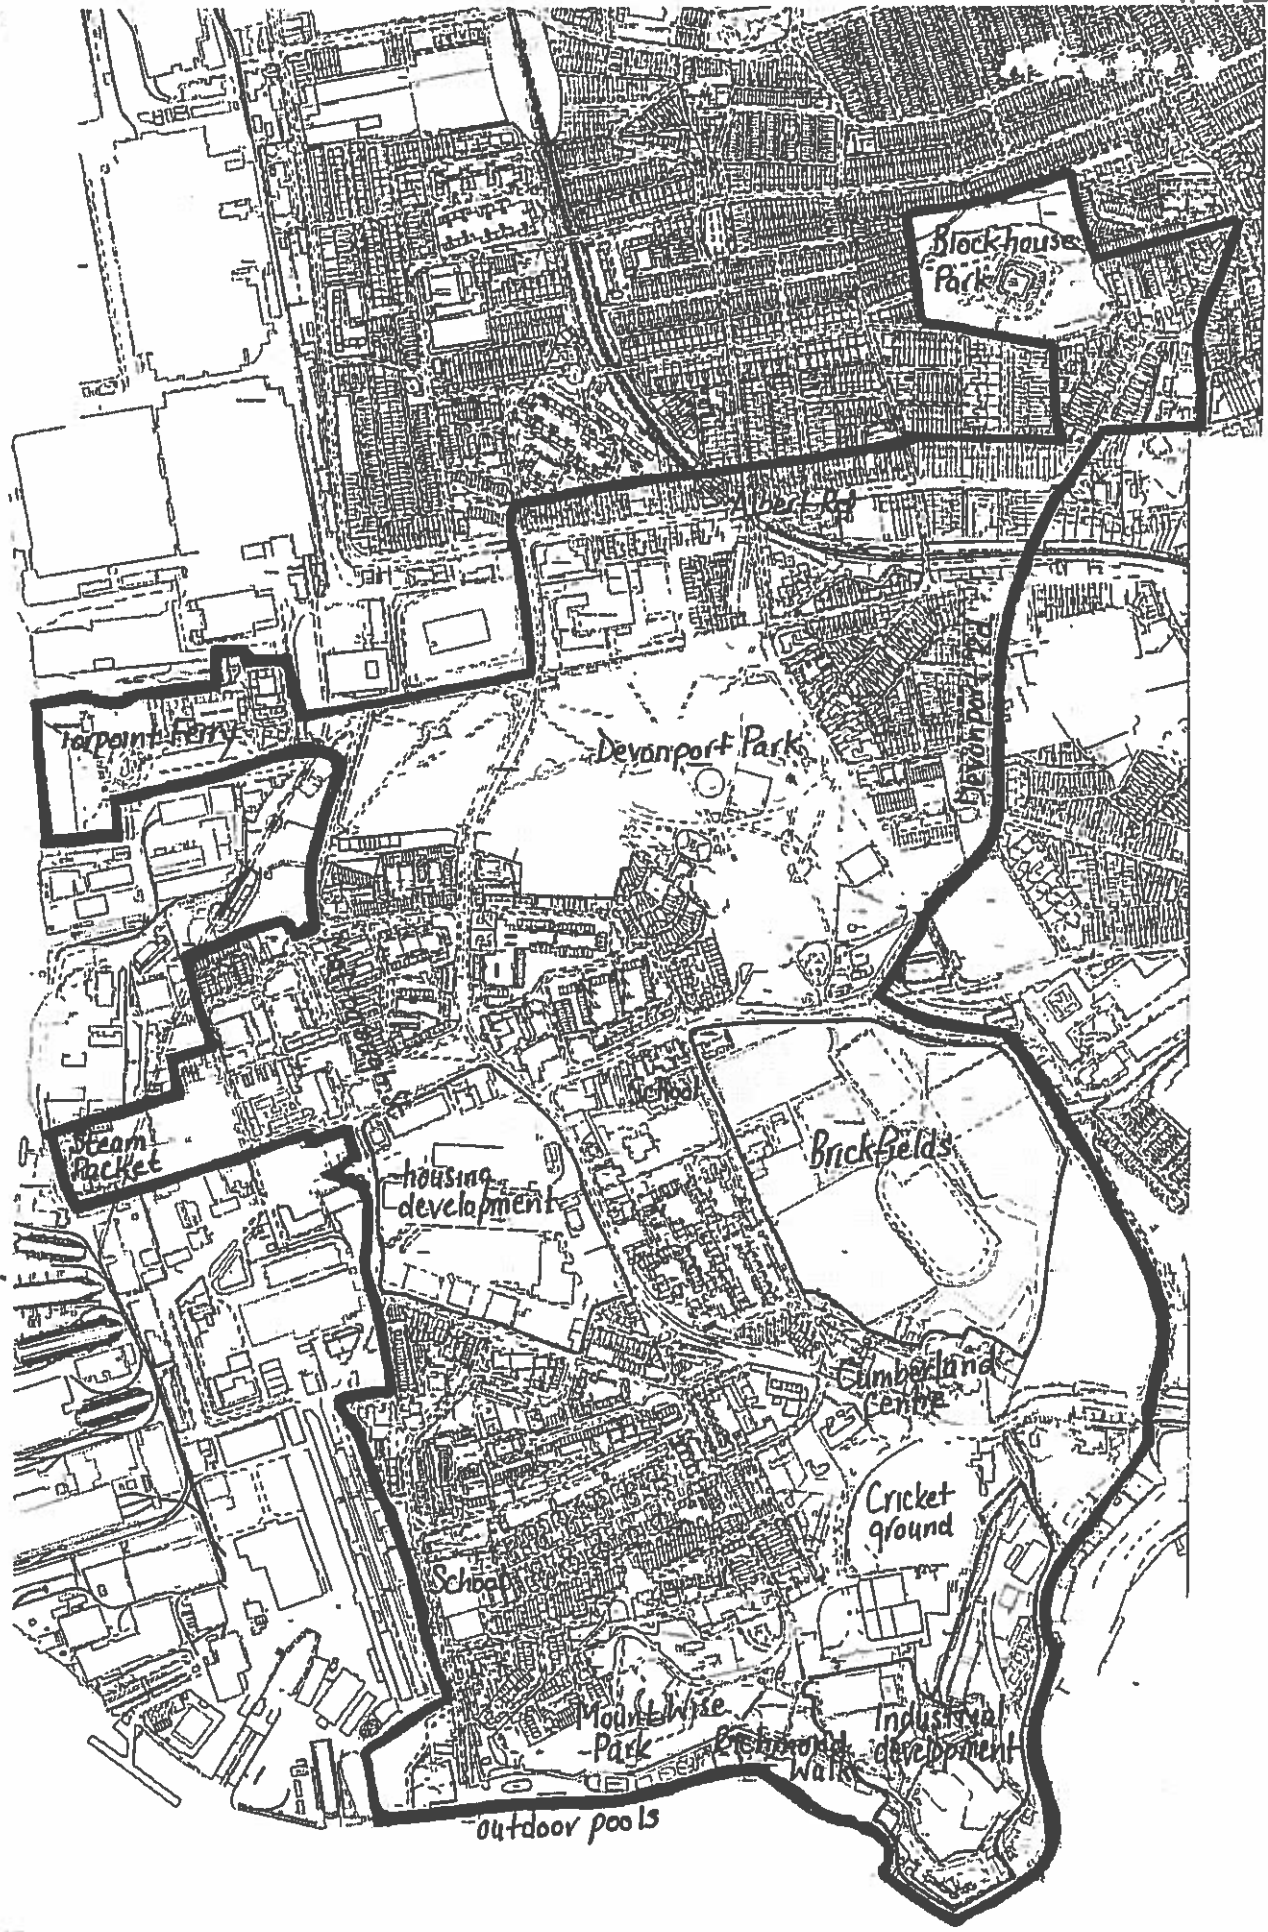 Blockhouse
Park
Albert Rd
Torpoint Ferry
Devonport Park
Devonport Rd
School
Steam
Packet
Brickfields
housing
development
Cumberland
Centre
Cricket
ground
School
Mount Wise
Park
Richmond
Walk
Industrial
development
outdoor pools